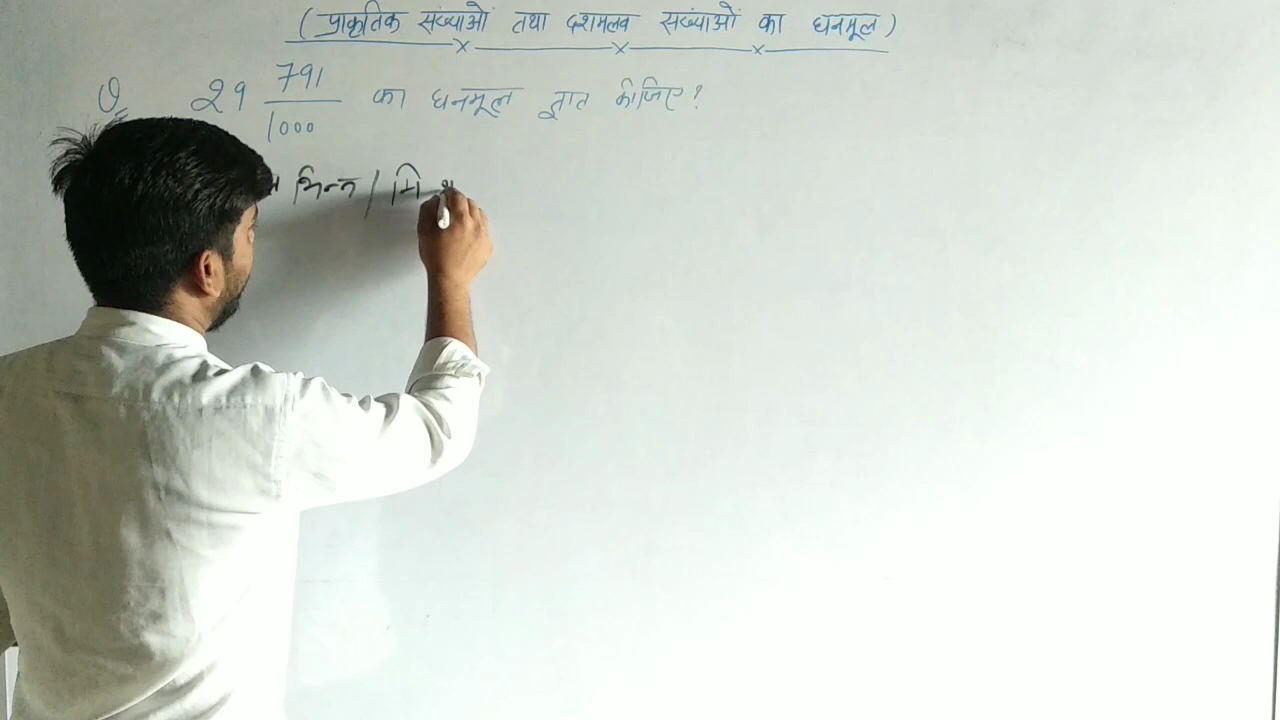 (प्राकृतिक संख्याओं तथा दशमलव संख्याओं का घनमूल)
Q 29 791/1000 का घनमूल ज्ञात कीजिए?
भिन्न / मिश्र